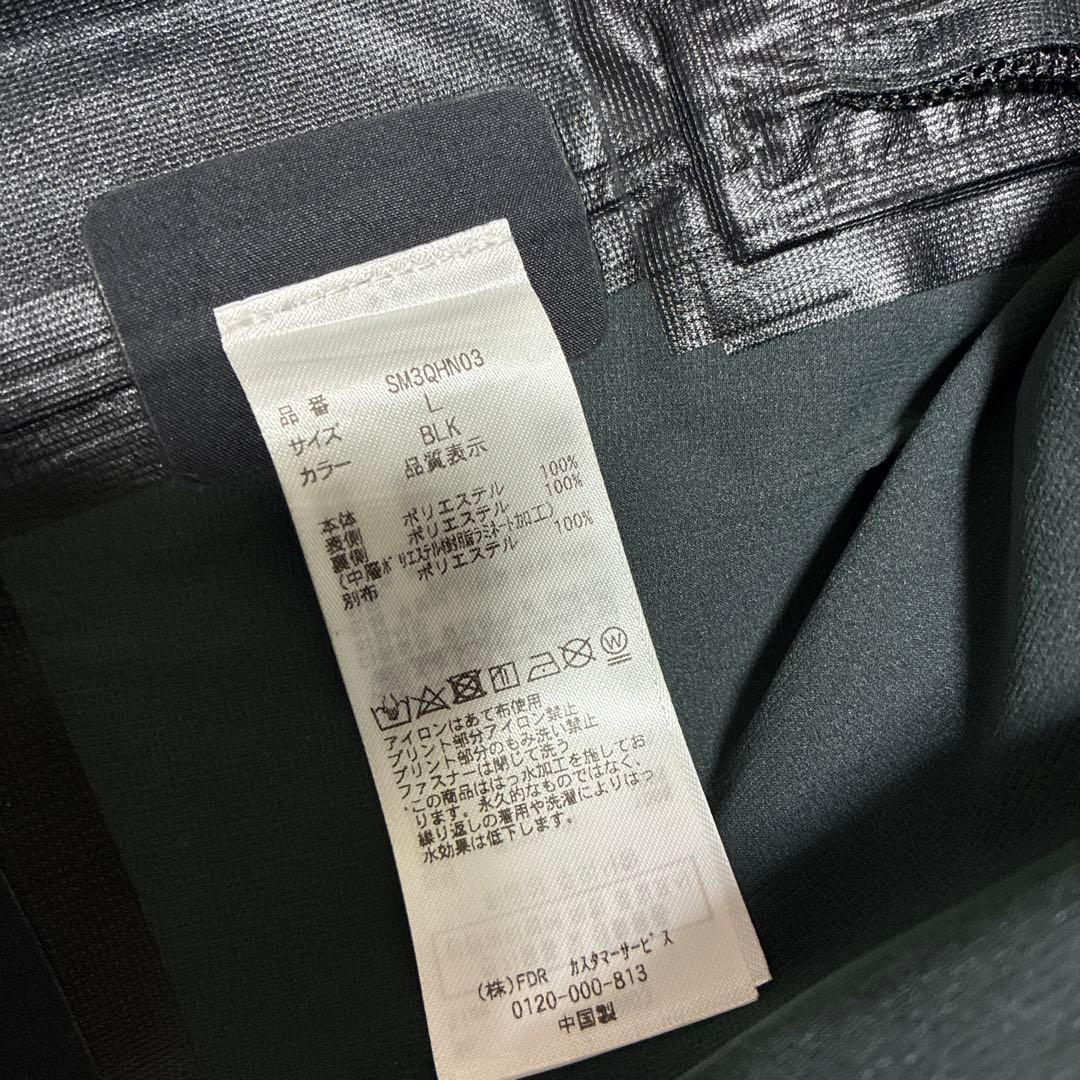 品番 SM3QHN03
サイズ L
カラー BLK
品質表示
本体
表側 ポリエステル 100%
裏側 ポリエステル 100%
(中層ポリエステル樹脂ラミネート加工)
別布 ポリエステル 100%
W
アイロンはあて布使用
プリント部分アイロン禁止
プリント部分のもみ洗い禁止
ファスナーは閉じて洗う
・この商品ははっ水加工を施してお
ります。永久的なものではなく、
繰り返しの着用や洗濯によりはっ
水効果は低下します。
(株)FDR カスタマーサービス
0120-000-813
中国製